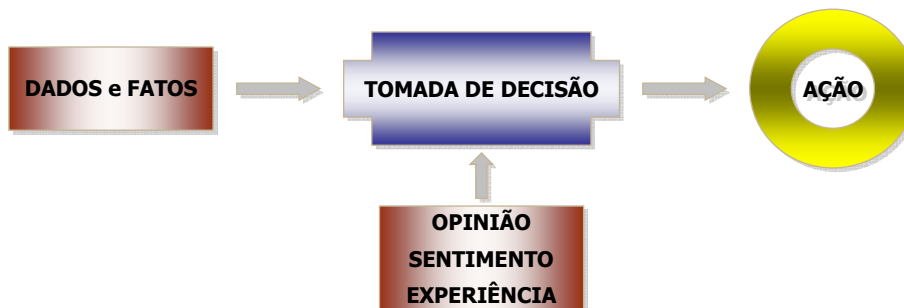 DADOS e FATOS
TOMADA DE DECISÃO
AÇÃO
OPINIÃO
SENTIMENTO
EXPERIÊNCIA